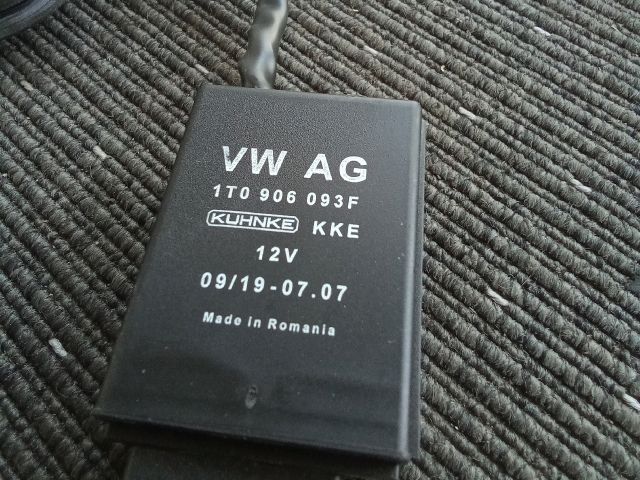 VW AG
1T0 906 093F
KUHNKE KKE
12V
09/19-07.07
Made in Romania